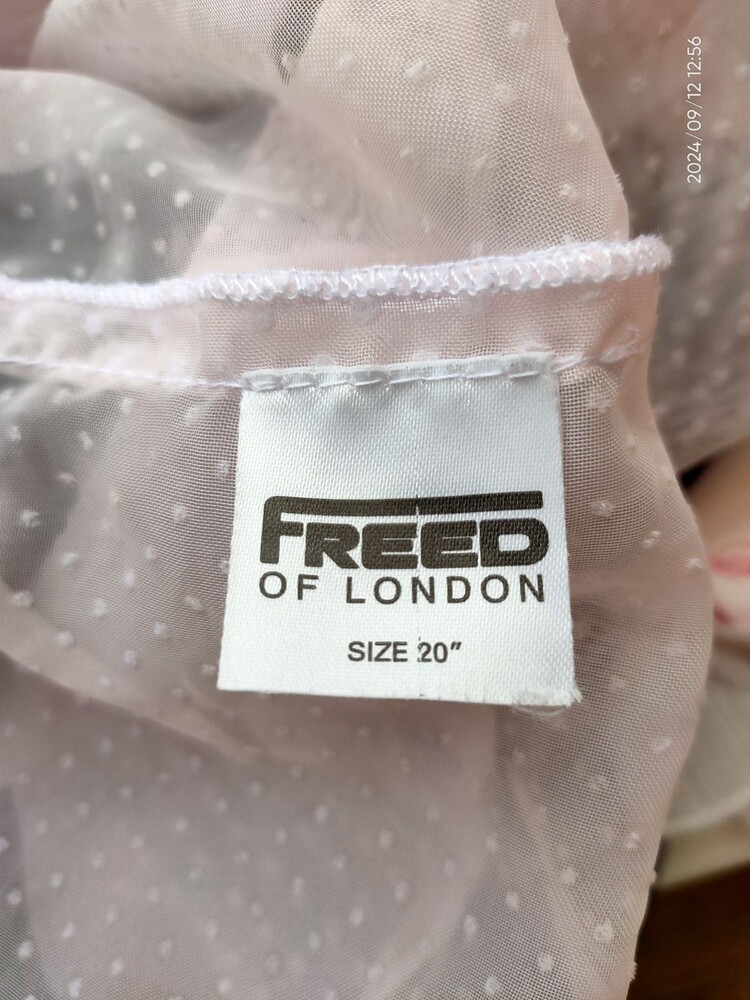 2024/09/12 12:56
FREED
OF LONDON
SIZE 20"